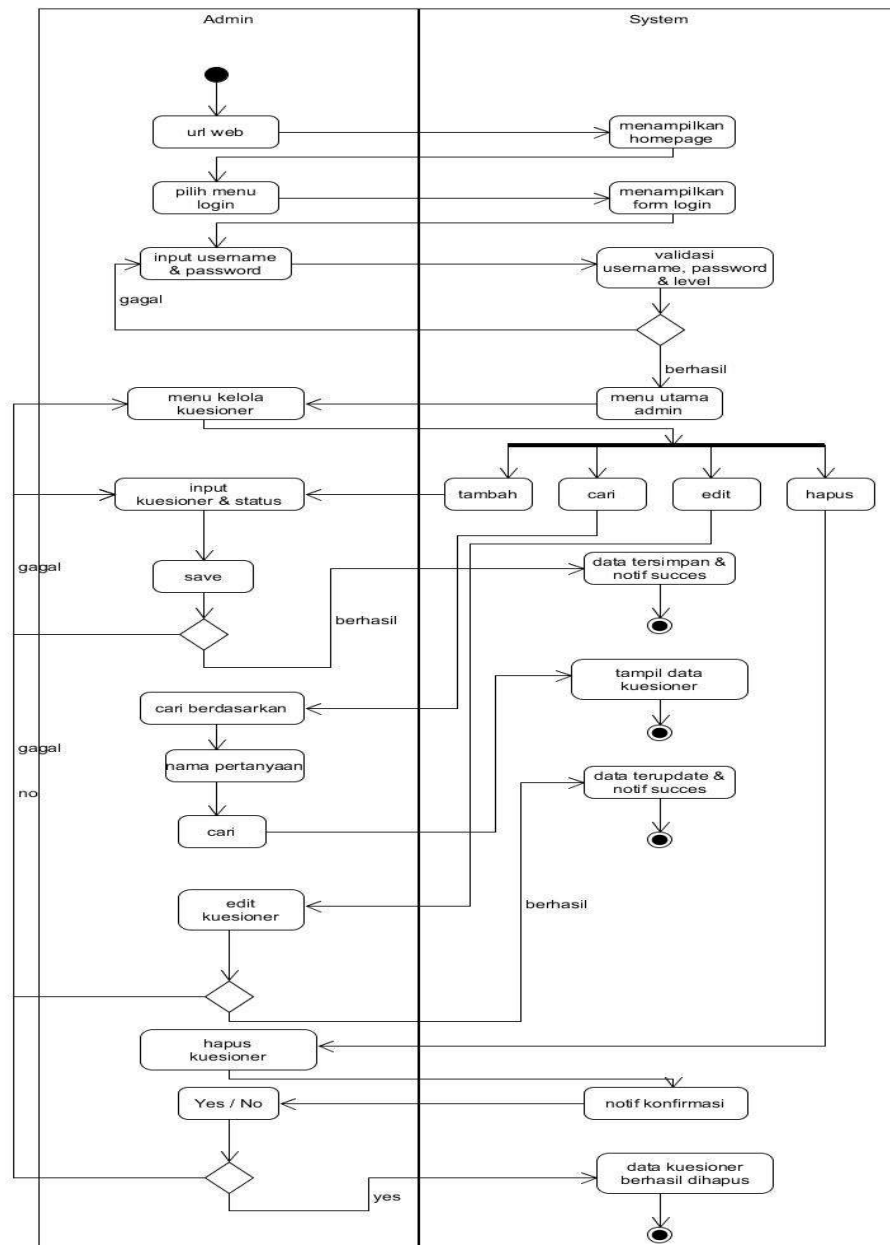 Admin
System
url web
menampilkan
homepage
pilih menu
login
menampilkan
form login
input username
& password
validasi
username, password
& level
gagal
berhasil
menu kelola
kuesioner
menu utama
admin
input
kuesioner & status
tambah
cari
edit
hapus
gagal
save
data tersimpan &
notif succes
berhasil
tampil data
kuesioner
cari berdasarkan
gagal
nama pertanyaan
no
data terupdate &
notif succes
cari
edit
kuesioner
berhasil
hapus
kuesioner
Yes / No
notif konfirmasi
data kuesioner
berhasil dihapus
yes